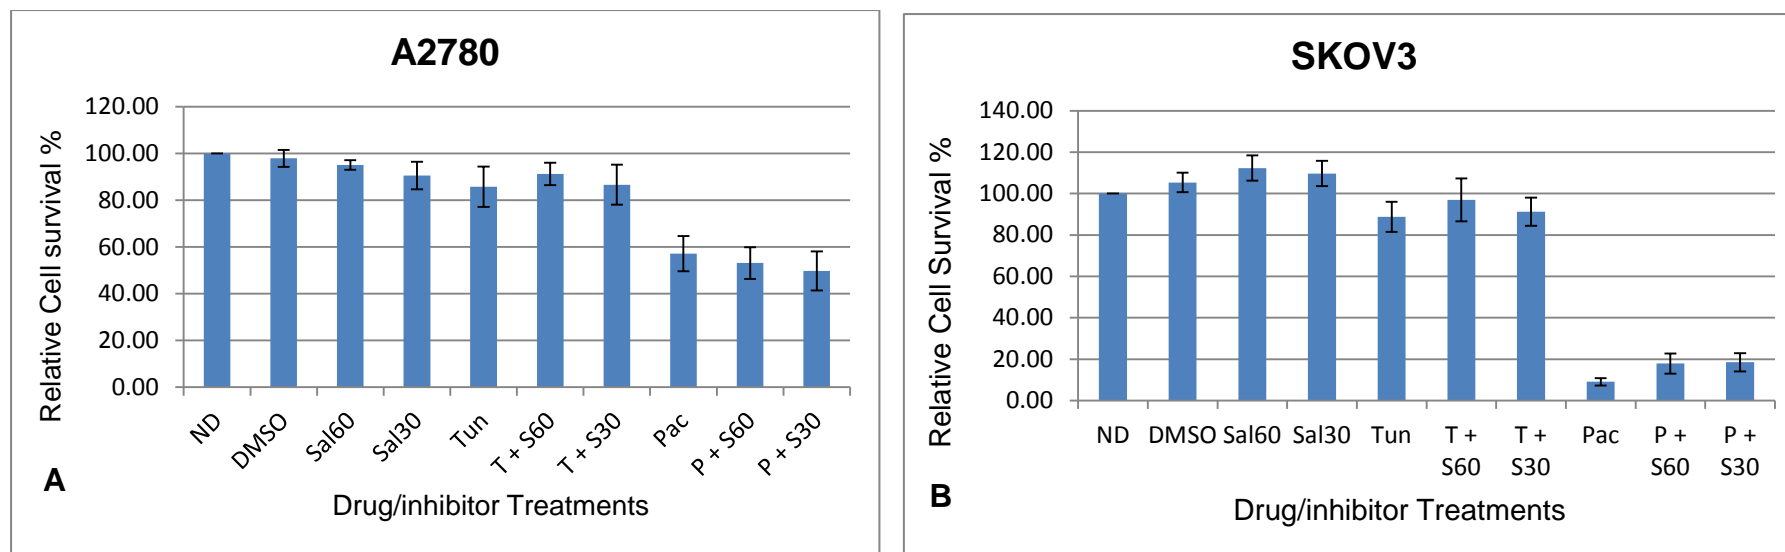 A2780
Relative Cell survival %
120.00
100.00
80.00
60.00
40.00
20.00
0.00
ND
DMSO
Sal60
Sal30
Tun
T + S60
T + S30
Pac
P + S60
P + S30
A
Drug/inhibitor Treatments
SKOV3
Relative Cell Survival %
140.00
120.00
100.00
80.00
60.00
40.00
20.00
0.00
ND DMSO Sal60 Sal30 Tun T + T + Pac P + P +
S60 S30 S60 S30
B
Drug/inhibitor Treatments